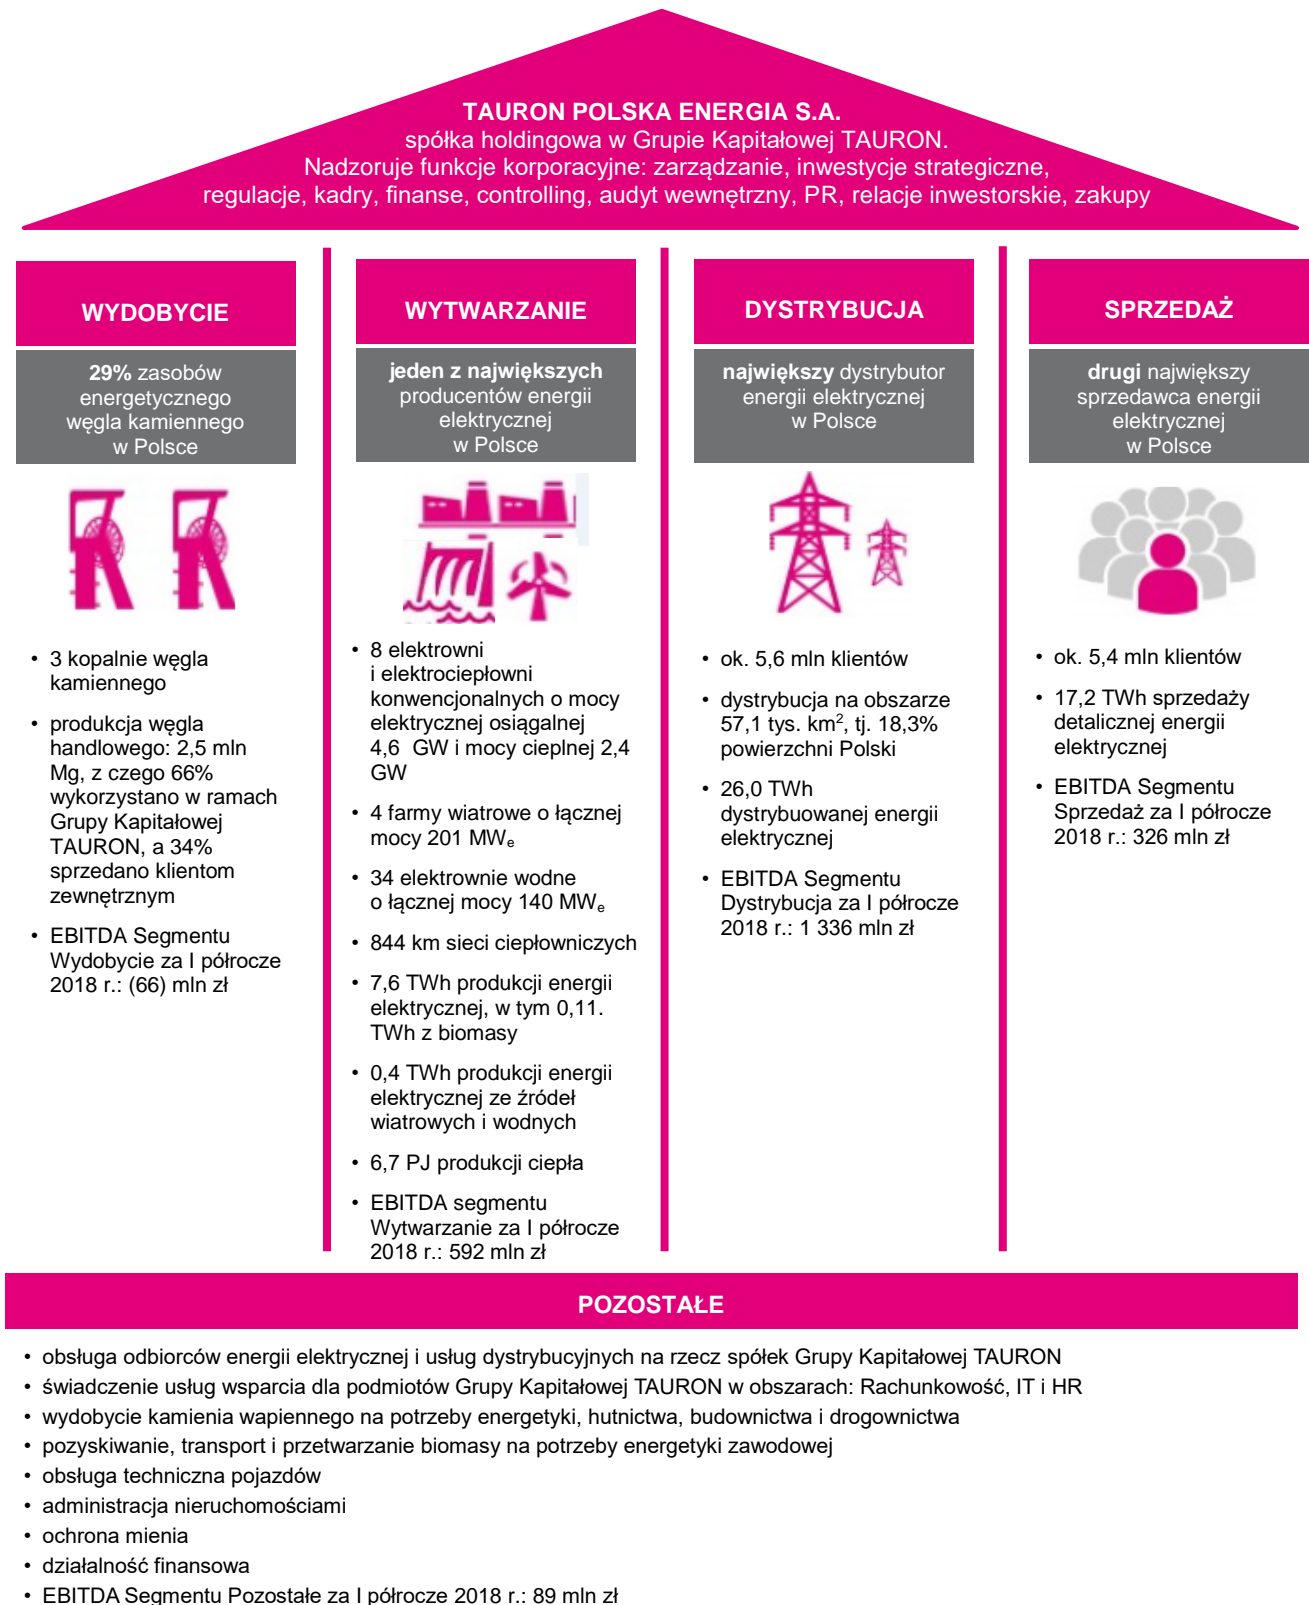 TAURON POLSKA ENERGIA S.A.
spółka holdingowa w Grupie Kapitałowej TAURON.
Nadzoruje funkcje korporacyjne: zarządzanie, inwestycje strategiczne,
regulacje, kadry, finanse, controlling, audyt wewnętrzny, PR, relacje inwestorskie, zakupy
WYDOBYCIE
29% zasobów
energetycznego
węgla kamiennego
w Polsce
• 3 kopalnie węgla
kamiennego
• produkcja węgla
handlowego: 2,5 mln
Mg, z czego 66%
wykorzystano w ramach
Grupy Kapitałowej
TAURON, a 34%
sprzedano klientom
zewnętrznym
• EBITDA Segmentu
Wydobycie za I półrocze
2018 r.: (66) mln zł
WYTWARZANIE
jeden z największych
producentów energii
elektrycznej
w Polsce
• 8 elektrowni
i elektrociepłowni
konwencjonalnych o mocy
elektrycznej osiągalnej
4,6  GW i mocy cieplnej 2,4
GW
• 4 farmy wiatrowe o łącznej
mocy 201 MWₑ
• 34 elektrownie wodne
o łącznej mocy 140 MWₑ
• 844 km sieci ciepłowniczych
• 7,6 TWh produkcji energii
elektrycznej, w tym 0,11.
TWh z biomasy
• 0,4 TWh produkcji energii
elektrycznej ze źródeł
wiatrowych i wodnych
• 6,7 PJ produkcji ciepła
• EBITDA segmentu
Wytwarzanie za I półrocze
2018 r.: 592 mln zł
DYSTRYBUCJA
największy dystrybutor
energii elektrycznej
w Polsce
• ok. 5,6 mln klientów
• dystrybucja na obszarze
57,1 tys. km², tj. 18,3%
powierzchni Polski
• 26,0 TWh
dystrybuowanej energii
elektrycznej
• EBITDA Segmentu
Dystrybucja za I półrocze
2018 r.: 1 336 mln zł
SPRZEDAŻ
drugi największy
sprzedawca energii
elektrycznej
w Polsce
• ok. 5,4 mln klientów
• 17,2 TWh sprzedaży
detalicznej energii
elektrycznej
• EBITDA Segmentu
Sprzedaż za I półrocze
2018 r.: 326 mln zł
POZOSTAŁE
• obsługa odbiorców energii elektrycznej i usług dystrybucyjnych na rzecz spółek Grupy Kapitałowej TAURON
• świadczenie usług wsparcia dla podmiotów Grupy Kapitałowej TAURON w obszarach: Rachunkowość, IT i HR
• wydobycie kamienia wapiennego na potrzeby energetyki, hutnictwa, budownictwa i drogownictwa
• pozyskiwanie, transport i przetwarzanie biomasy na potrzeby energetyki zawodowej
• obsługa techniczna pojazdów
• administracja nieruchomościami
• ochrona mienia
• działalność finansowa
• EBITDA Segmentu Pozostałe za I półrocze 2018 r.: 89 mln zł